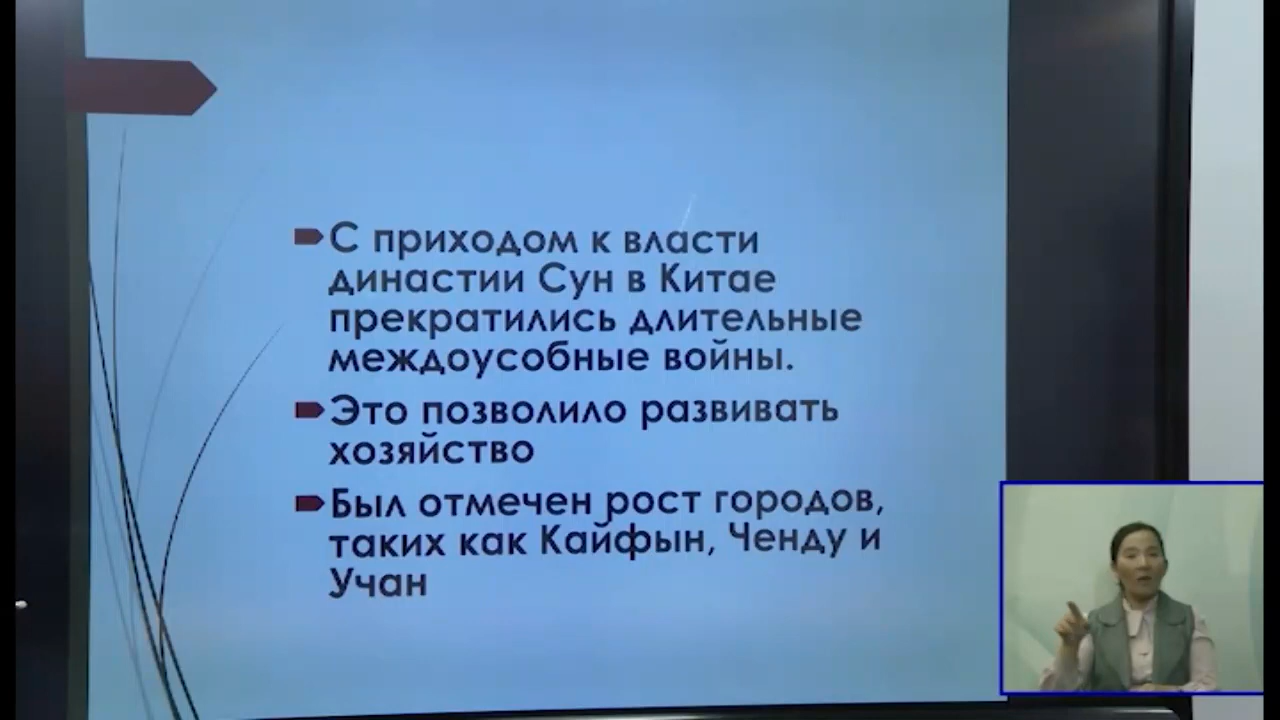 С приходом к власти
династии Сун в Китае
прекратились длительные
междоусобные войны.
Это позволило развивать
хозяйство
Был отмечен рост городов,
таких как Кайфын, Ченду и
Учан